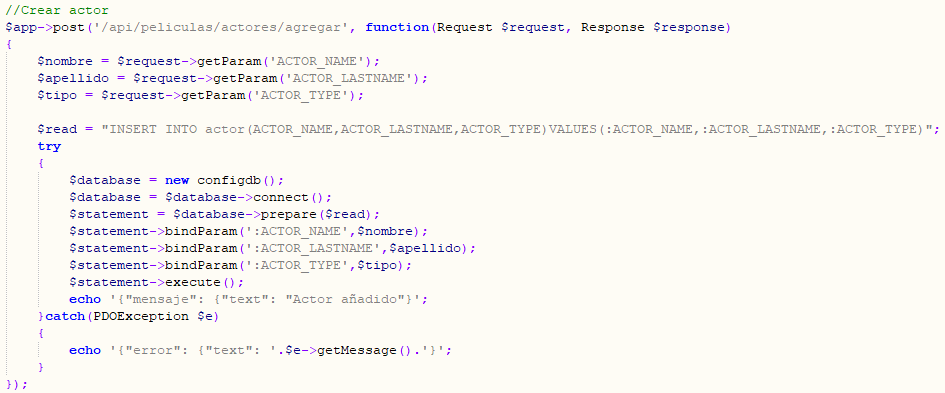 //Crear actor
$app->post('/api/peliculas/actores/agregar', function(Request $request, Response $response)
{
    $nombre = $request->getParam('ACTOR_NAME');
    $apellido = $request->getParam('ACTOR_LASTNAME');
    $tipo = $request->getParam('ACTOR_TYPE');

    $read = "INSERT INTO actor(ACTOR_NAME,ACTOR_LASTNAME,ACTOR_TYPE)VALUES(:ACTOR_NAME,:ACTOR_LASTNAME,:ACTOR_TYPE)";
    try
    {
        $database = new configdb();
        $database = $database->connect();
        $statement = $database->prepare($read);
        $statement->bindParam(':ACTOR_NAME',$nombre);
        $statement->bindParam(':ACTOR_LASTNAME',$apellido);
        $statement->bindParam(':ACTOR_TYPE',$tipo);
        $statement->execute();
        echo '{"mensaje": {"text": "Actor añadido"}';
    }catch(PDOException $e)
    {
        echo '{"error": {"text": '.$e->getMessage().'}';
    }
});